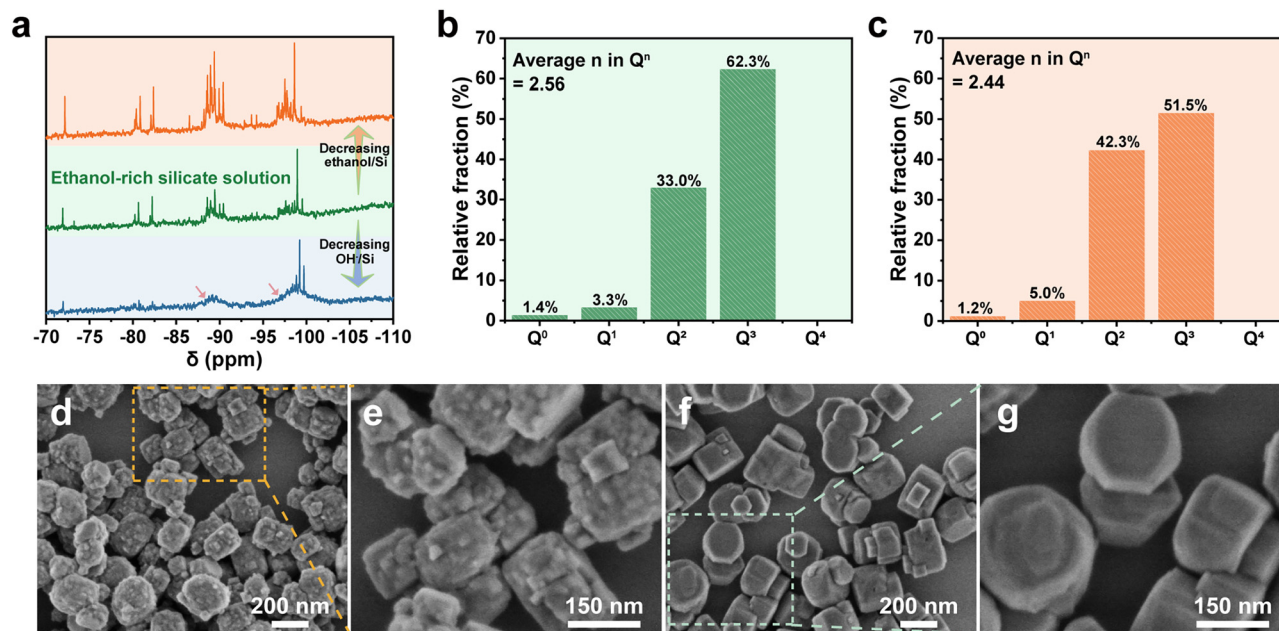 a
Ethanol-rich silicate solution
Decreasing
ethanol/Si
Decreasing
OH⁻/Si
-70 -75 -80 -85 -90 -95 -100 -105 -110
δ (ppm)
b
Average n in Qⁿ
= 2.56
Relative fraction (%)
70
60
50
40
30
20
10
0
1.4%
3.3%
33.0%
62.3%
Q⁰ Q¹ Q² Q³ Q⁴
c
Average n in Qⁿ
= 2.44
Relative fraction (%)
70
60
50
40
30
20
10
0
1.2%
5.0%
42.3%
51.5%
Q⁰ Q¹ Q² Q³ Q⁴
d
200 nm
e
150 nm
f
200 nm
g
150 nm